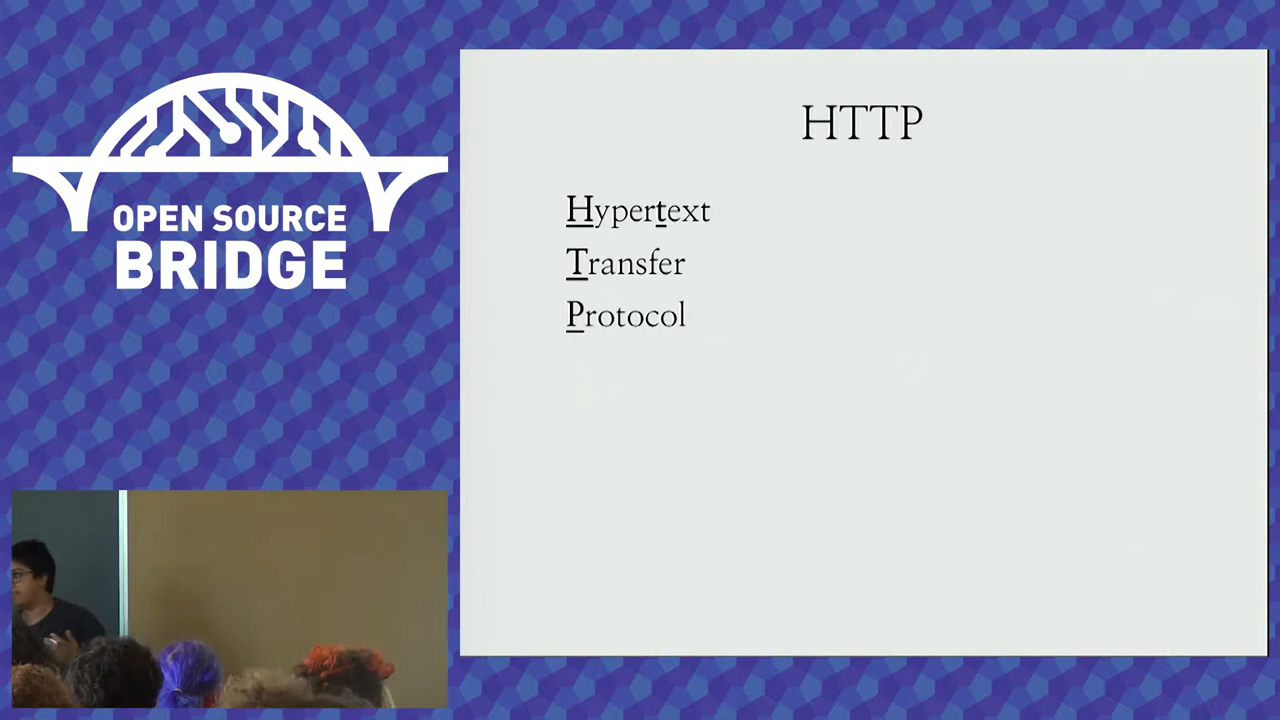 OPEN SOURCE
BRIDGE
HTTP
Hypertext
Transfer
Protocol